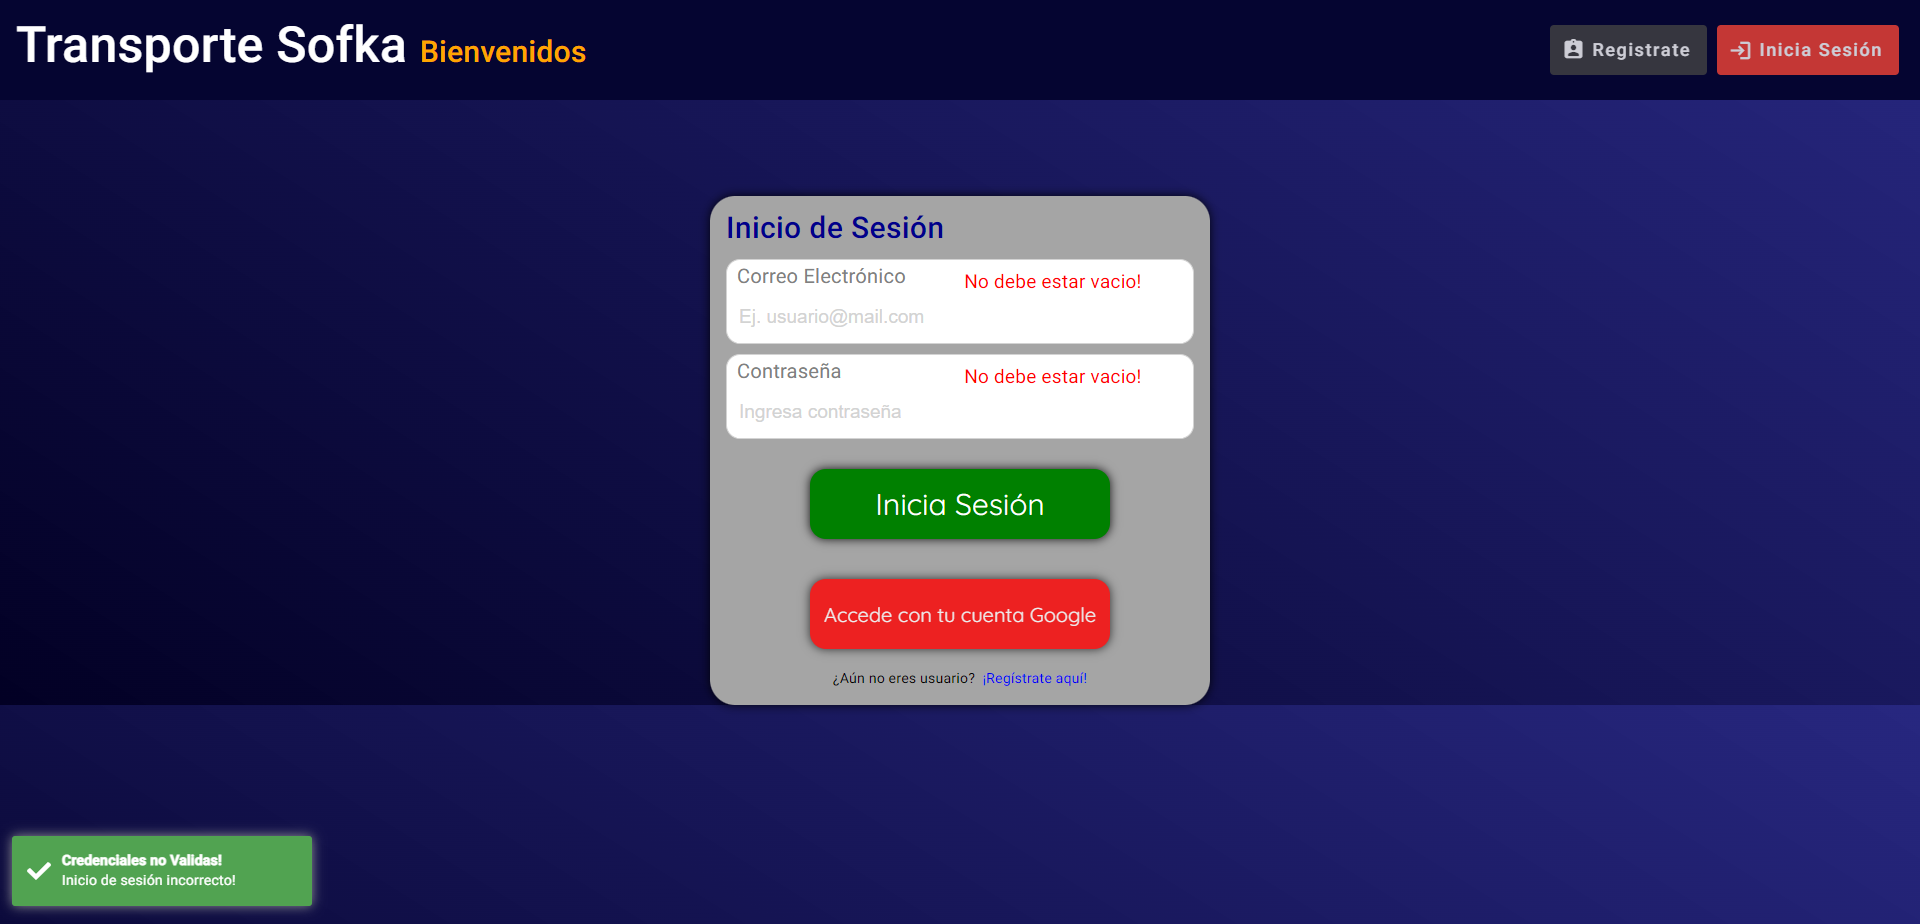 Transporte Sofka Bienvenidos
Registrate
Inicia Sesión
Inicio de Sesión
Correo Electrónico
No debe estar vacio!
Ej. usuario@mail.com
Contraseña
No debe estar vacio!
Ingresa contraseña
Inicia Sesión
Accede con tu cuenta Google
¿Aún no eres usuario? ¡Regístrate aquí!
Credenciales no Validas!
Inicio de sesión incorrecto!